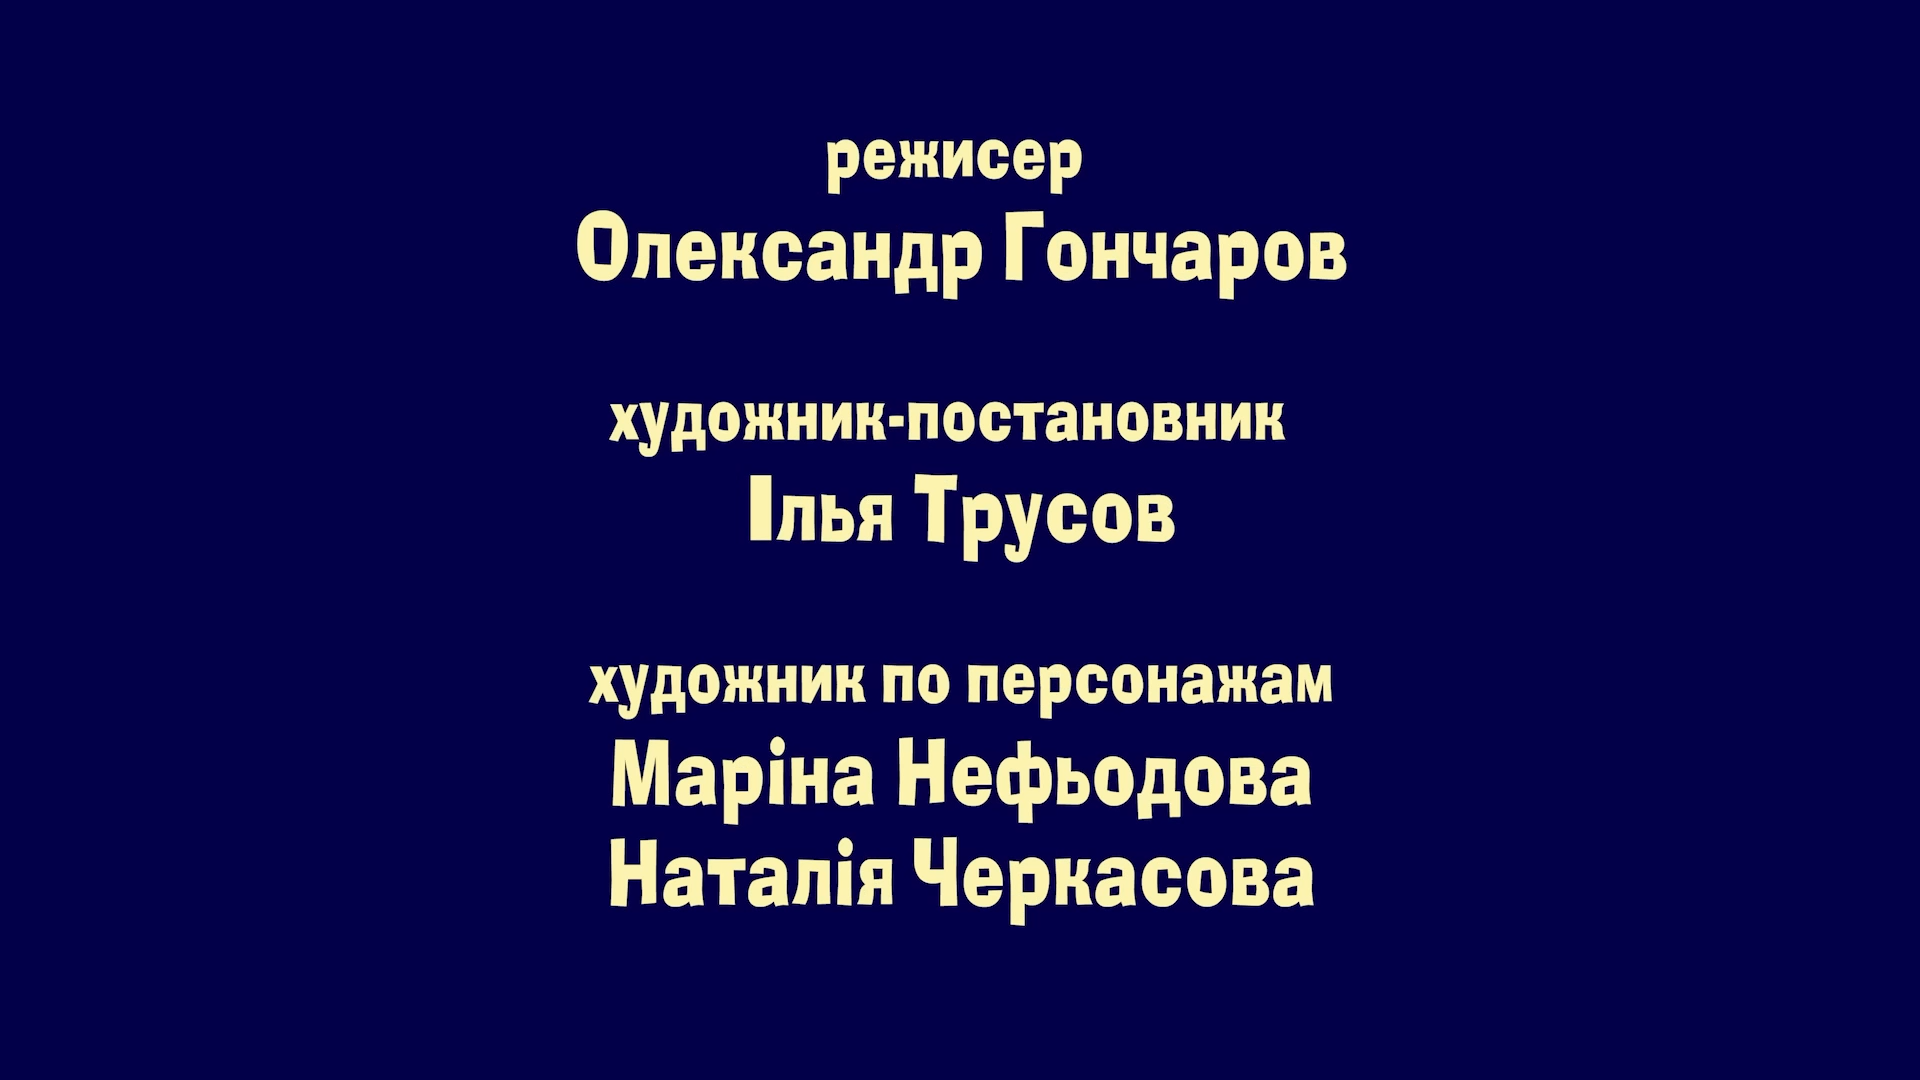 режисер
Олександр Гончаров
художник-постановник
Ілья Трусов
художник по персонажам
Маріна Нефьодова
Наталія Черкасова